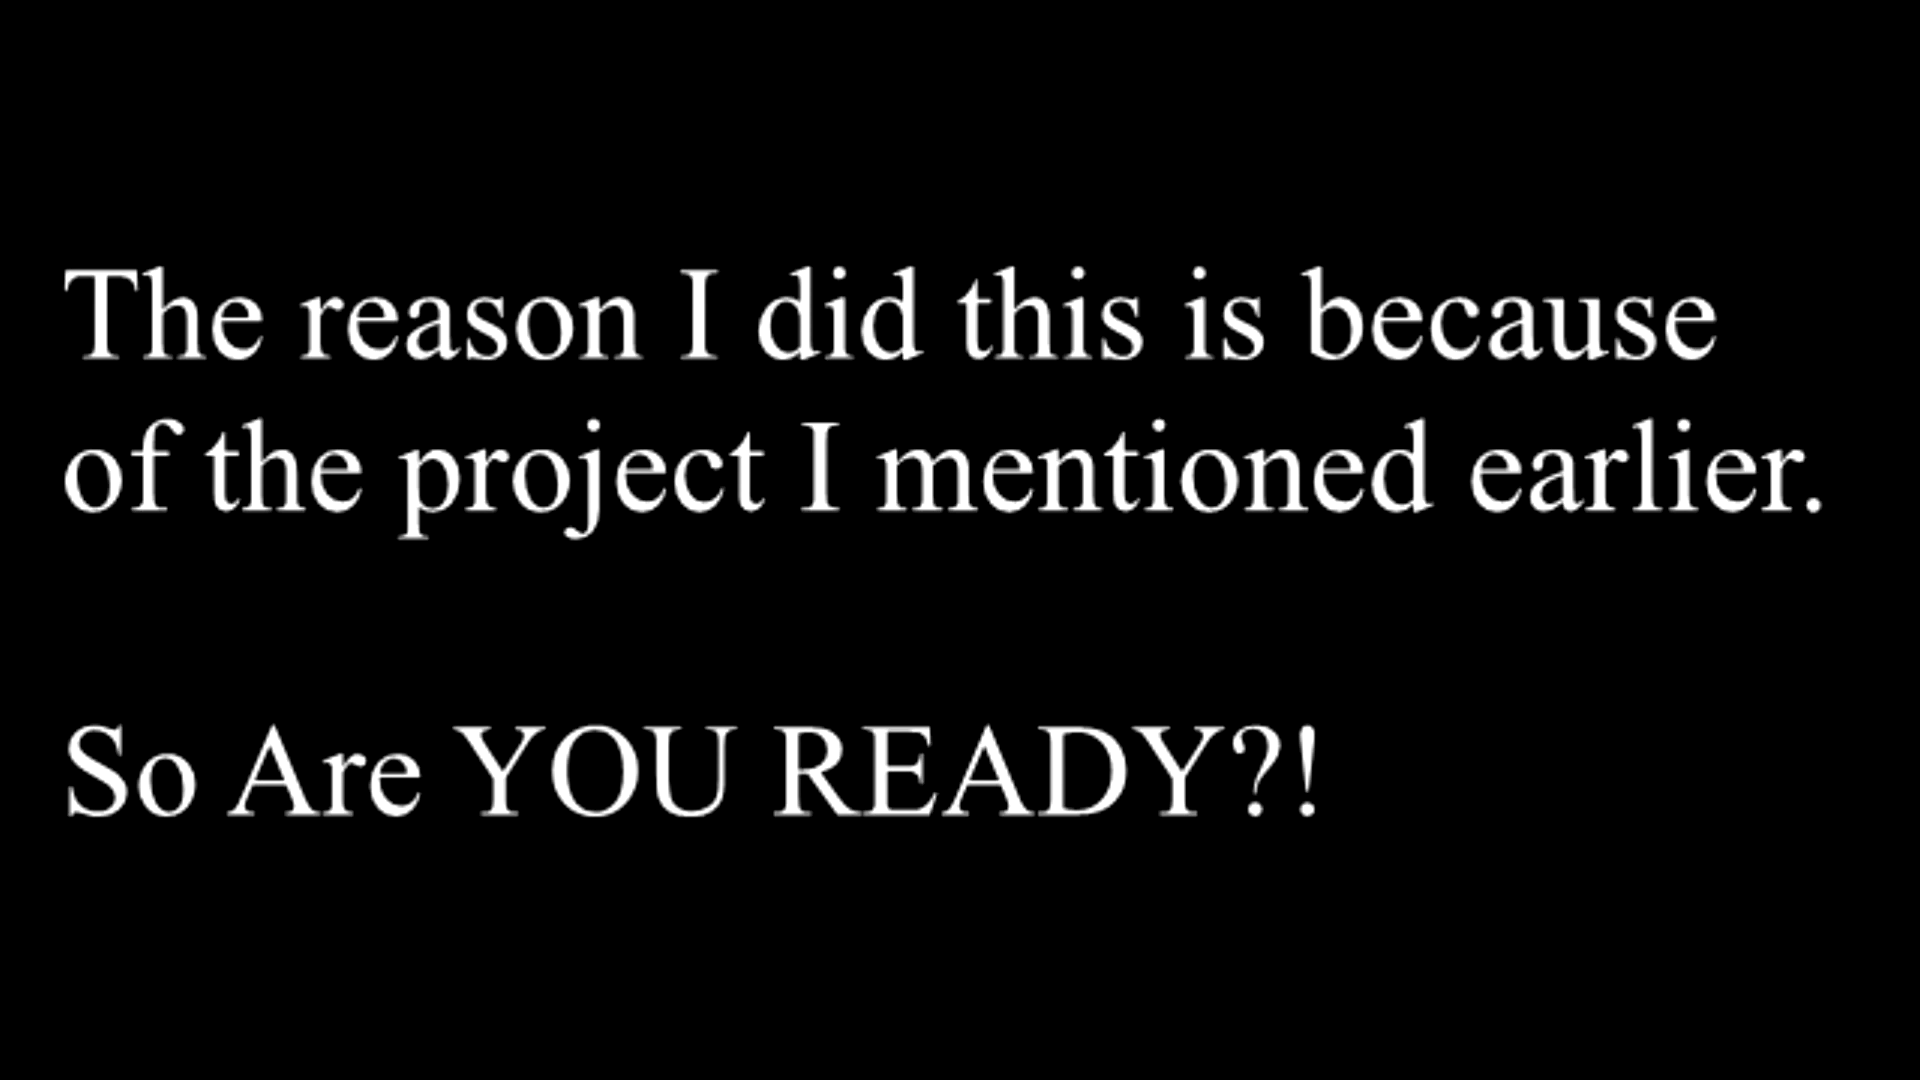 The reason I did this is because
of the project I mentioned earlier.
So Are YOU READY?!